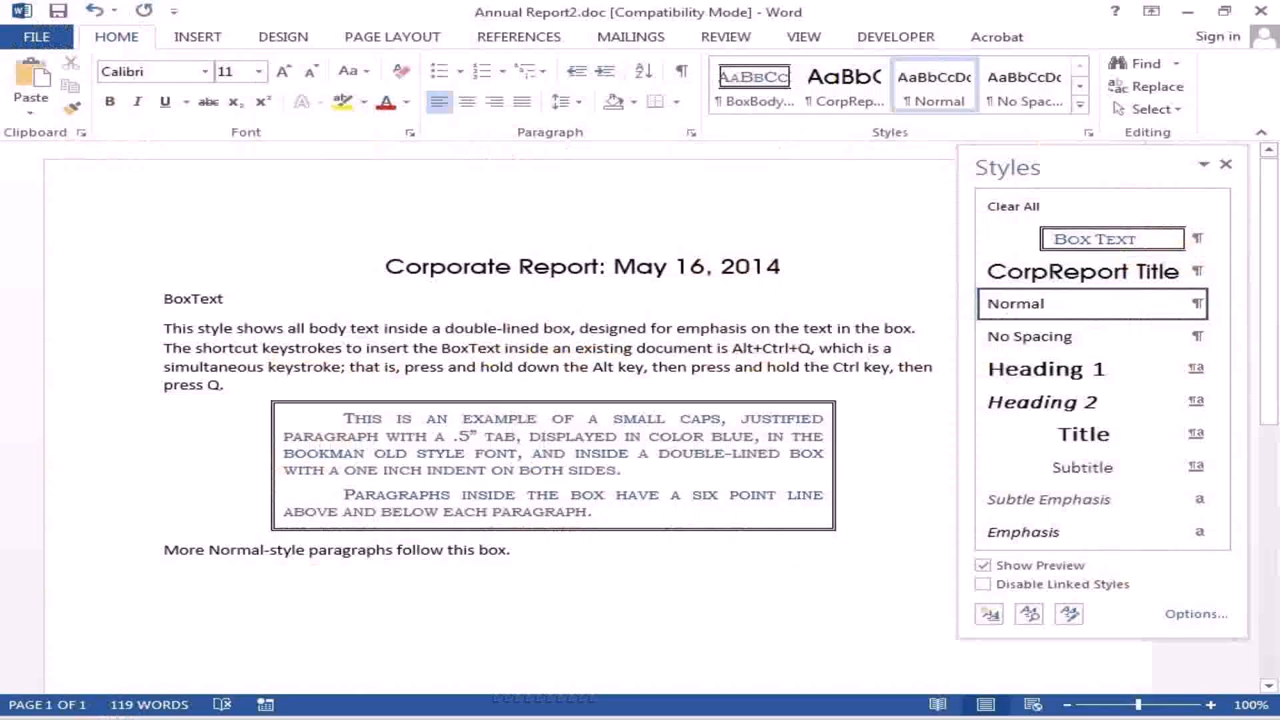 Annual Report2.doc [Compatibility Mode] - Word
FILE HOME INSERT DESIGN PAGE LAYOUT REFERENCES MAILINGS REVIEW VIEW DEVELOPER Acrobat Sign in
Paste
Calibri 11
Aa
B I U abc x₂ x²
A
AaBbCc AaBbC AaBbCcDc AaBbCcDc
¶ BoxBody... ¶ CorpRep... ¶ Normal ¶ No Spac...
Find
Replace
Select
Clipboard Font Paragraph Styles Editing
Styles
Clear All
Box Text
CorpReport Title
Normal
No Spacing
Heading 1
Heading 2
Title
Subtitle
Subtle Emphasis
Emphasis
Show Preview
Disable Linked Styles
Options...
Corporate Report: May 16, 2014
BoxText
This style shows all body text inside a double-lined box, designed for emphasis on the text in the box.
The shortcut keystrokes to insert the BoxText inside an existing document is Alt+Ctrl+Q, which is a
simultaneous keystroke; that is, press and hold down the Alt key, then press and hold the Ctrl key, then
press Q.
This is an example of a small caps, justified
paragraph with a .5” tab, displayed in color blue, in the
bookman old style font, and inside a double-lined box
with a one inch indent on both sides.
Paragraphs inside the box have a six point line
above and below each paragraph.
More Normal-style paragraphs follow this box.
PAGE 1 OF 1 119 WORDS 100%